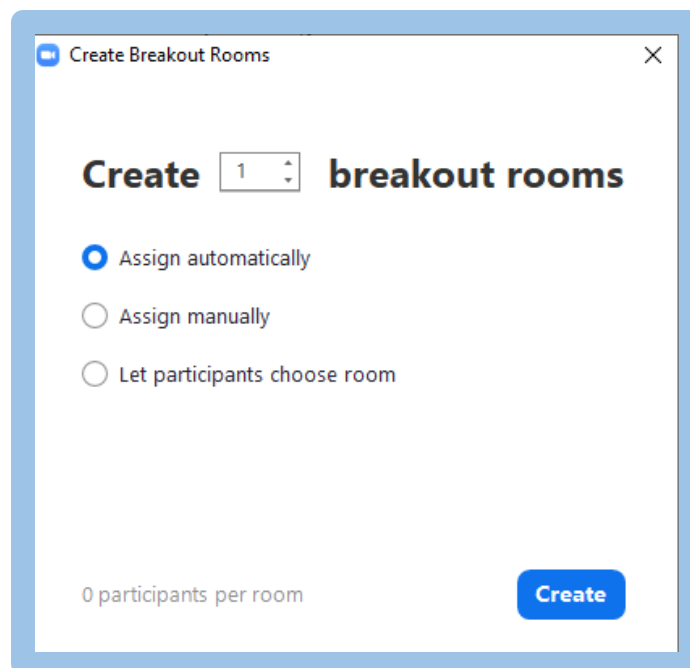 Create Breakout Rooms
Create 1 breakout rooms
Assign automatically
Assign manually
Let participants choose room
0 participants per room Create